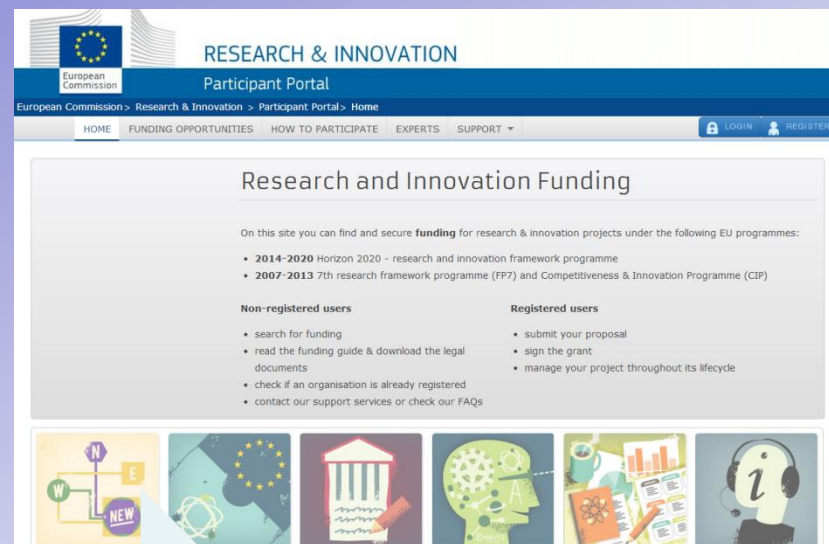 RESEARCH & INNOVATION
European
Commission
Participant Portal
European Commission > Research & Innovation > Participant Portal > Home
HOME FUNDING OPPORTUNITIES HOW TO PARTICIPATE EXPERTS SUPPORT LOGIN REGISTER
Research and Innovation Funding
On this site you can find and secure funding for research & innovation projects under the following EU programmes:
• 2014-2020 Horizon 2020 - research and innovation framework programme
• 2007-2013 7th research framework programme (FP7) and Competitiveness & Innovation Programme (CIP)
Non-registered users
• search for funding
• read the funding guide & download the legal
documents
• check if an organisation is already registered
• contact our support services or check our FAQs
Registered users
• submit your proposal
• sign the grant
• manage your project throughout its lifecycle
N
W
E
NEW
Q
A
i